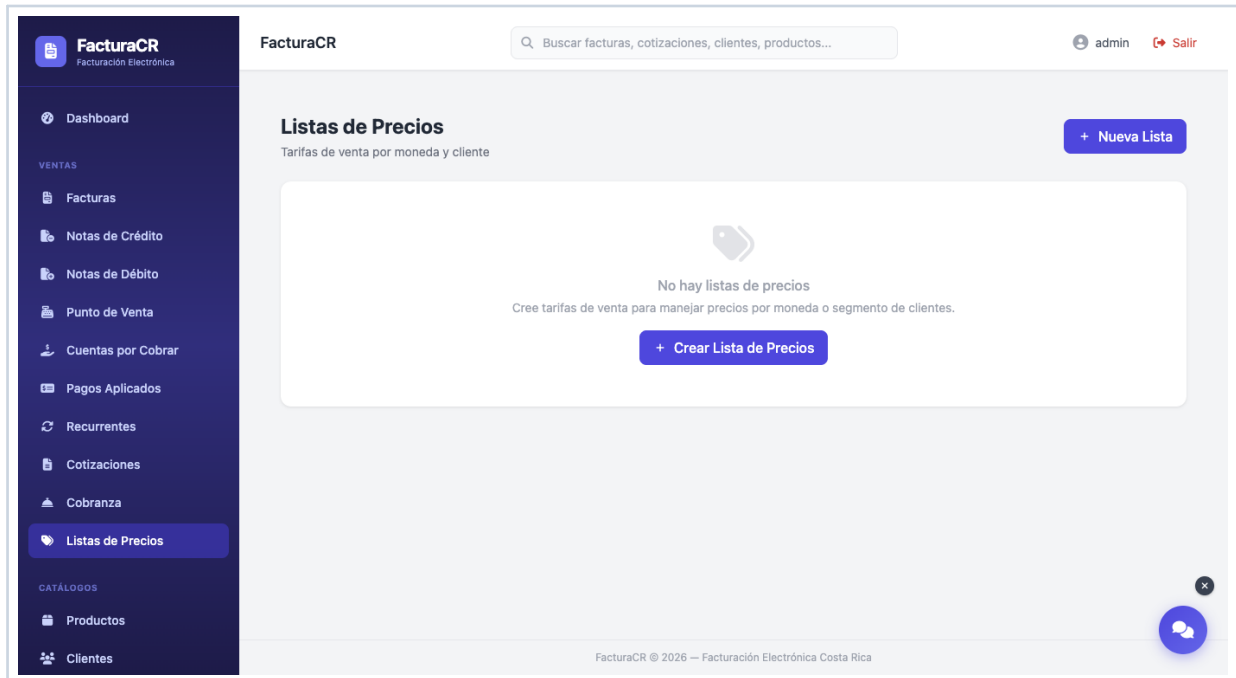 FacturaCR
Facturación Electrónica
Dashboard
VENTAS
Facturas
Notas de Crédito
Notas de Débito
Punto de Venta
Cuentas por Cobrar
Pagos Aplicados
Recurrentes
Cotizaciones
Cobranza
Listas de Precios
CATÁLOGOS
Productos
Clientes
FacturaCR
Buscar facturas, cotizaciones, clientes, productos...
admin
Salir
Listas de Precios
Tarifas de venta por moneda y cliente
+ Nueva Lista
No hay listas de precios
Cree tarifas de venta para manejar precios por moneda o segmento de clientes.
+ Crear Lista de Precios
FacturaCR © 2026 — Facturación Electrónica Costa Rica